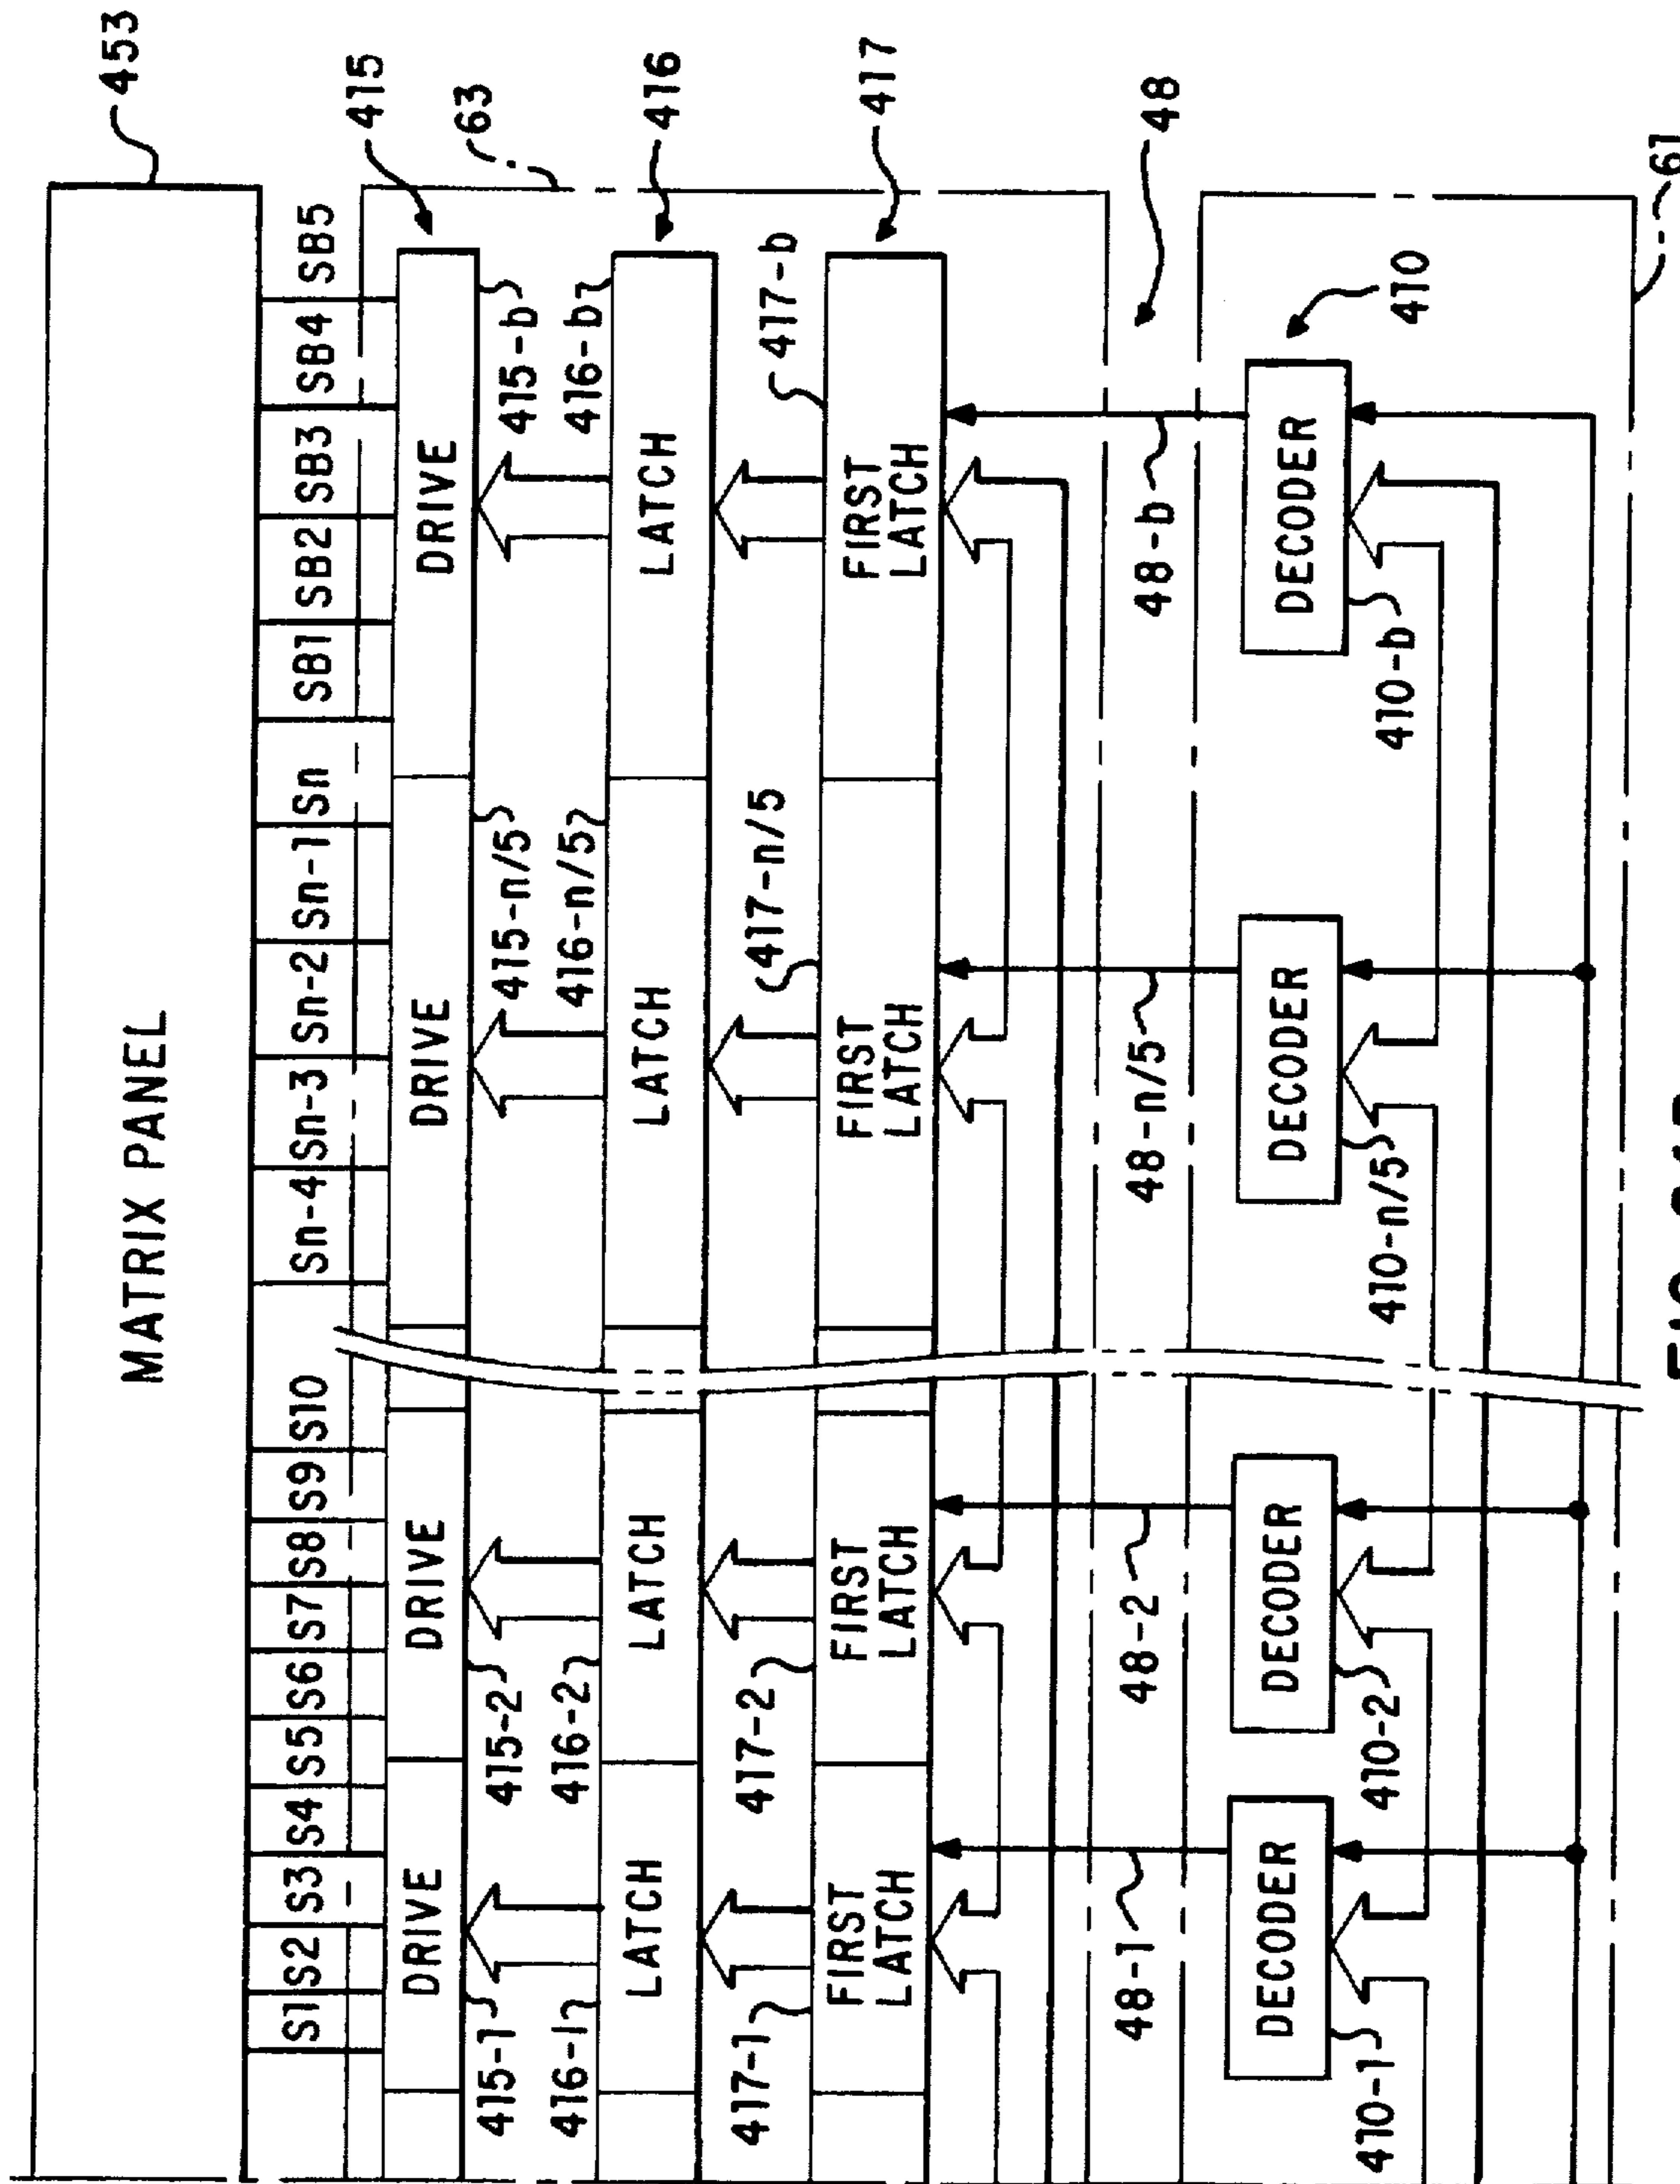 453
MATRIX PANEL
S1 S2 S3 S4 S5 S6 S7 S8 S9 S10 Sn-4 Sn-3 Sn-2 Sn-1 Sn SB1 SB2 SB3 SB4 SB5
415
63
DRIVE DRIVE DRIVE DRIVE
415-1 415-2 415-n/5 415-b
416-1 416-2 416-n/5 416-b
416
LATCH LATCH LATCH LATCH
417-1 417-2 417-n/5 417-b
417
FIRST LATCH FIRST LATCH FIRST LATCH FIRST LATCH
48-1 48-2 48-n/5 48-b
48
DECODER DECODER DECODER DECODER
410-1 410-2 410-n/5 410-b
410
61